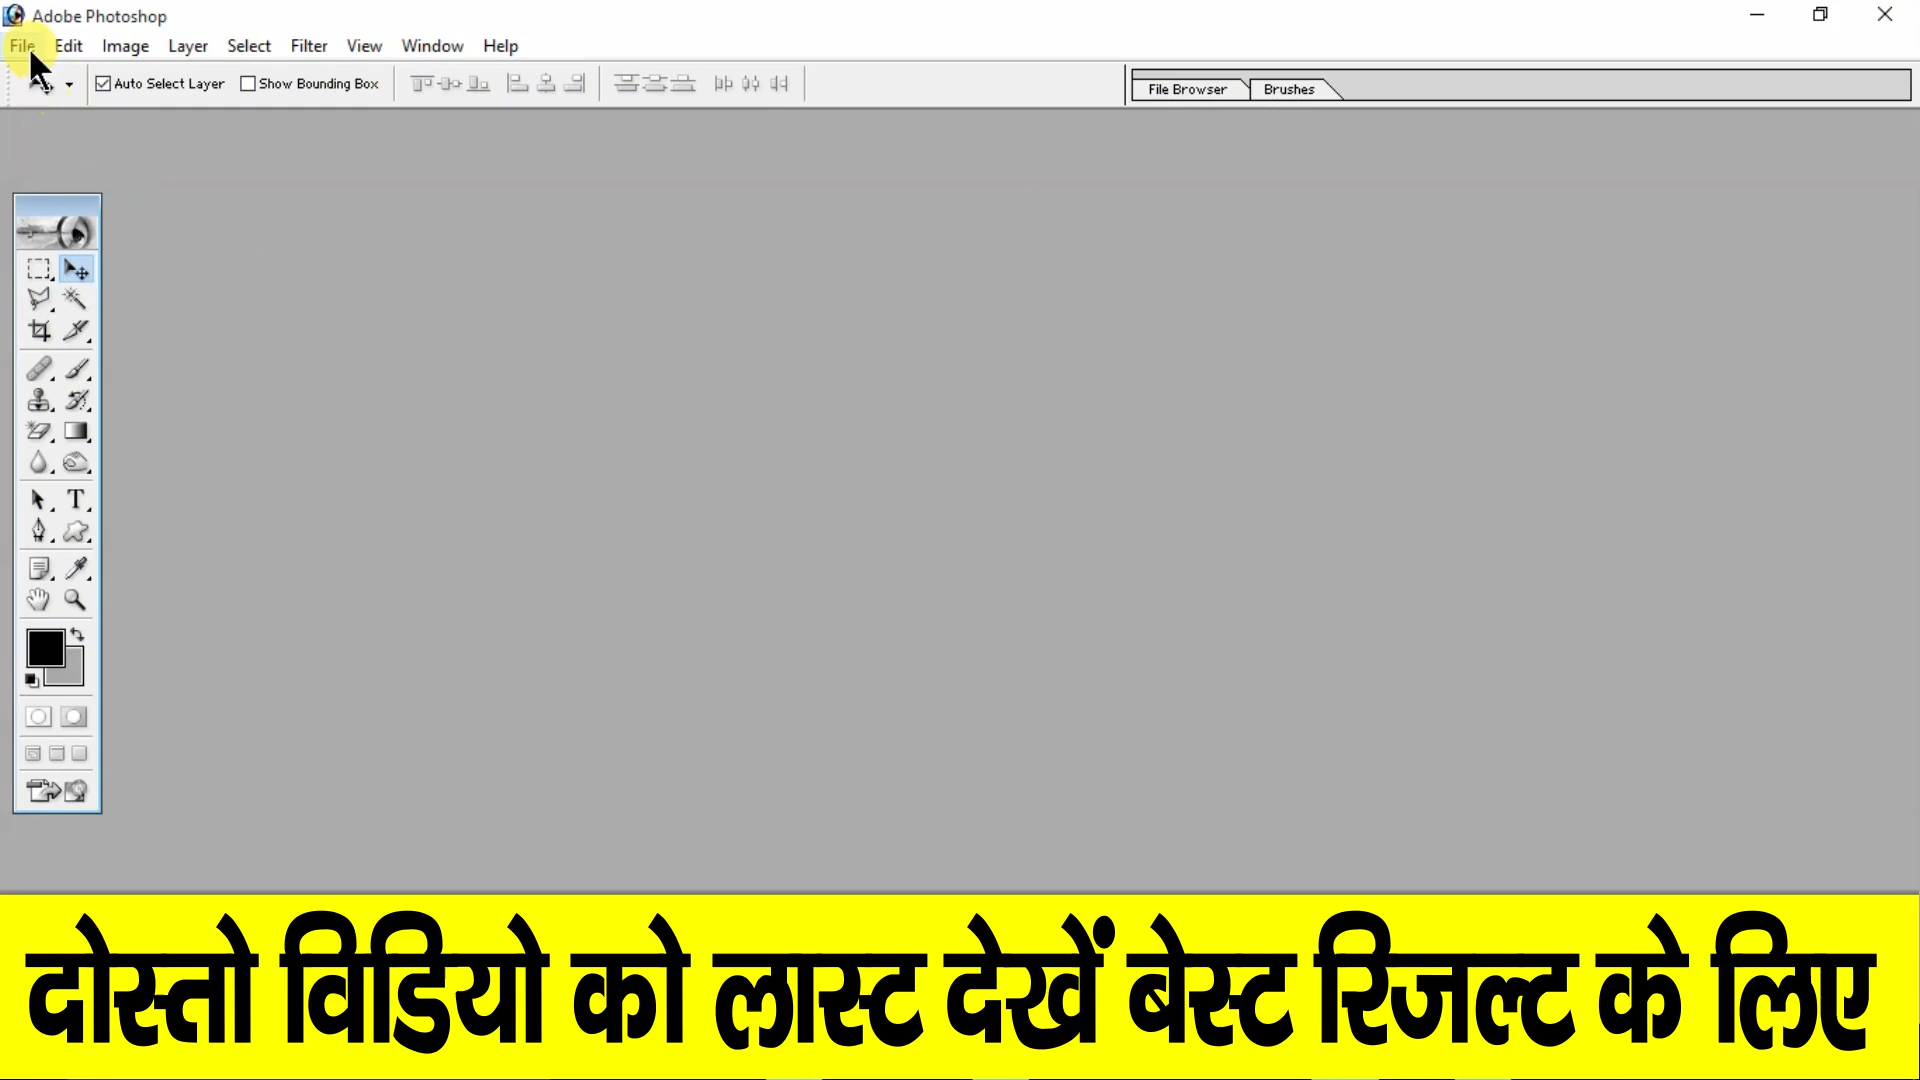 Adobe Photoshop
File Edit Image Layer Select Filter View Window Help
Auto Select Layer Show Bounding Box File Browser Brushes
दोस्तो विडियो को लास्ट देखें बेस्ट रिजल्ट के लिए